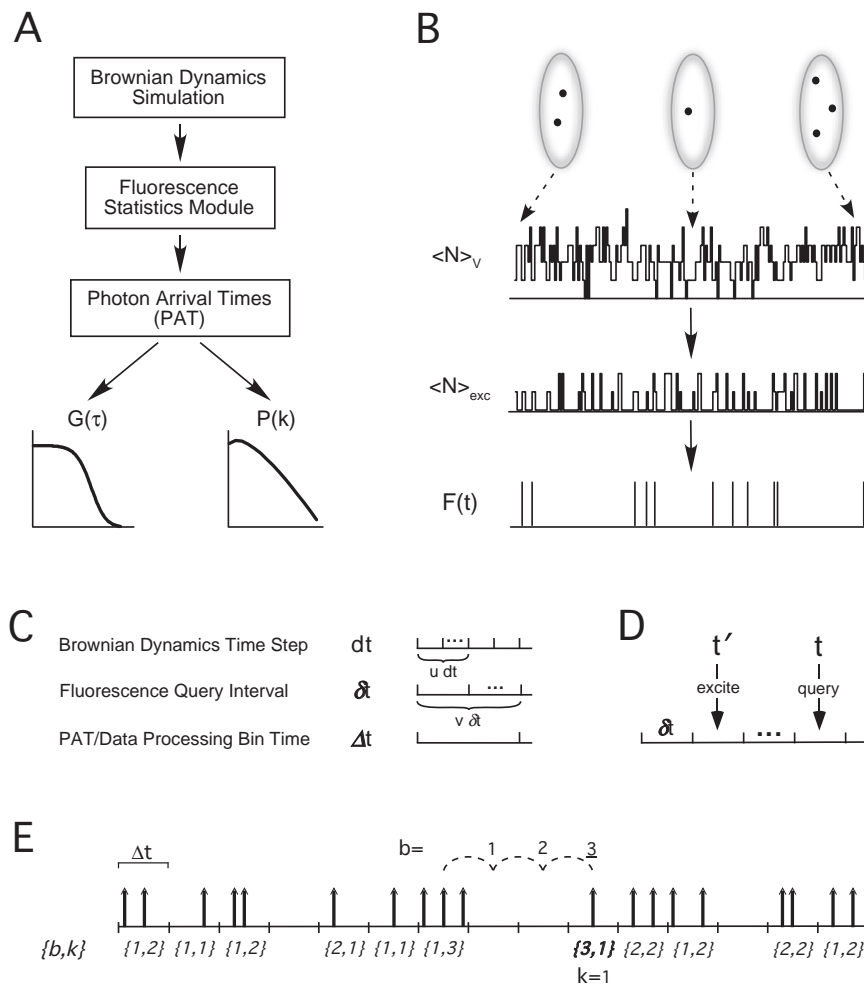 A
Brownian Dynamics
Simulation
Fluorescence
Statistics Module
Photon Arrival Times
(PAT)
G(τ)
P(k)
B
<N>V
<N>exc
F(t)
C
Brownian Dynamics Time Step dt
u dt
Fluorescence Query Interval δt
v δt
PAT/Data Processing Bin Time Δt
D
t′ t
excite query
δt
E
Δt
b= 1 2 3
{b,k} {1,2} {1,1} {1,2} {2,1} {1,1} {1,3} {3,1} {2,2} {1,2} {2,2} {1,2}
k=1